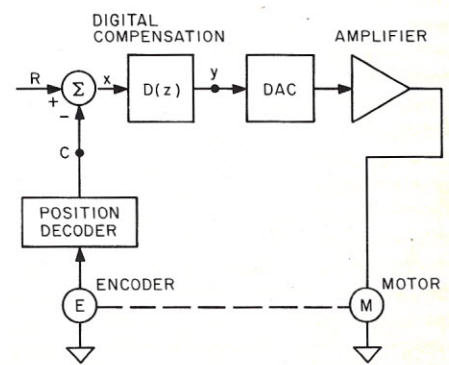 DIGITAL
COMPENSATION
AMPLIFIER
R
+
−
Σ
x
D(z)
y
DAC
C
POSITION
DECODER
ENCODER
E
MOTOR
M